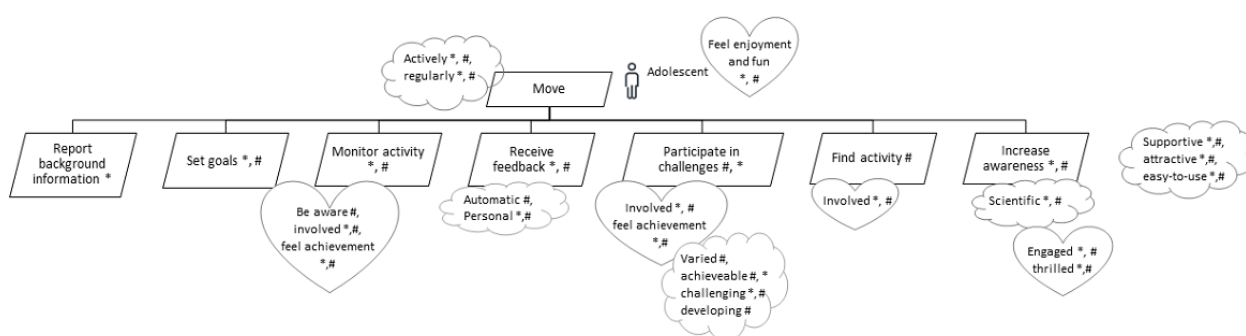 Actively *, #,
regularly *, #
Move
Adolescent
Feel enjoyment
and fun
*, #
Report
background
information *
Set goals *, #
Monitor activity
*, #
Receive
feedback *, #
Participate in
challenges #, *
Find activity #
Increase
awareness *, #
Supportive *,#,
attractive *,#,
easy-to-use *,#
Be aware #,
involved *,#,
feel achievement
*,#
Automatic #,
Personal *,#
Involved *, #
feel achievement
*,#
Varied #,
achieveable #, *
challenging *, #
developing #
Involved *, #
Scientific *, #
Engaged *, #
thrilled *,#